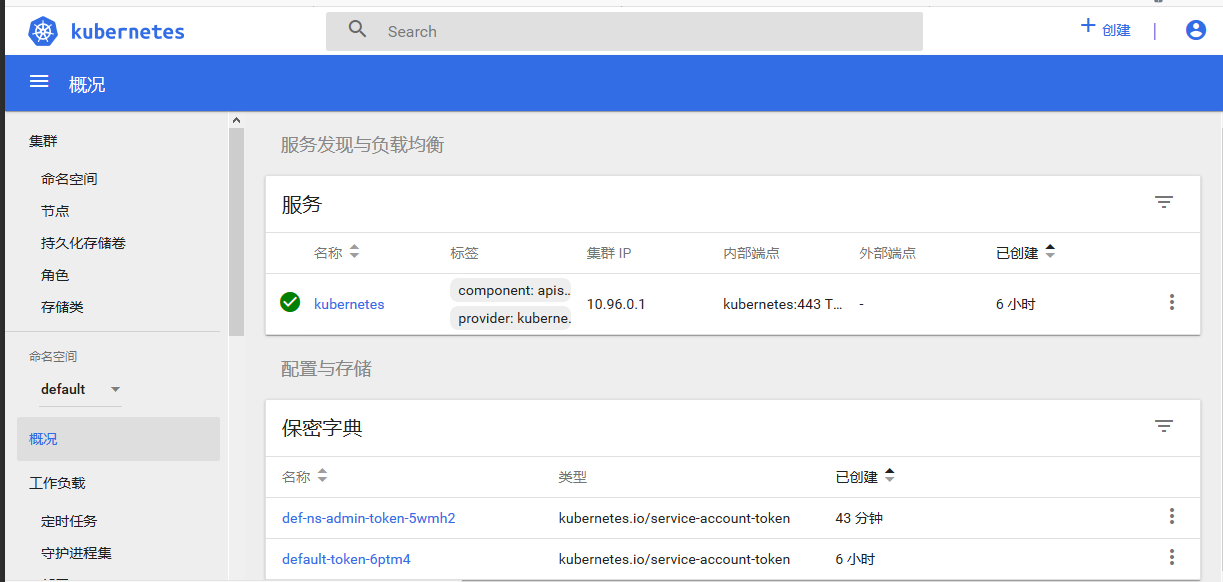 kubernetes
Search
创建
概况
集群
命名空间
节点
持久化存储卷
角色
存储类
命名空间
default
概况
工作负载
定时任务
守护进程集
服务发现与负载均衡
服务
名称 标签 集群 IP 内部端点 外部端点 已创建
kubernetes component: apis.. provider: kuberne. 10.96.0.1 kubernetes:443 T... - 6 小时
配置与存储
保密字典
名称 类型 已创建
def-ns-admin-token-5wmh2 kubernetes.io/service-account-token 43 分钟
default-token-6ptm4 kubernetes.io/service-account-token 6 小时